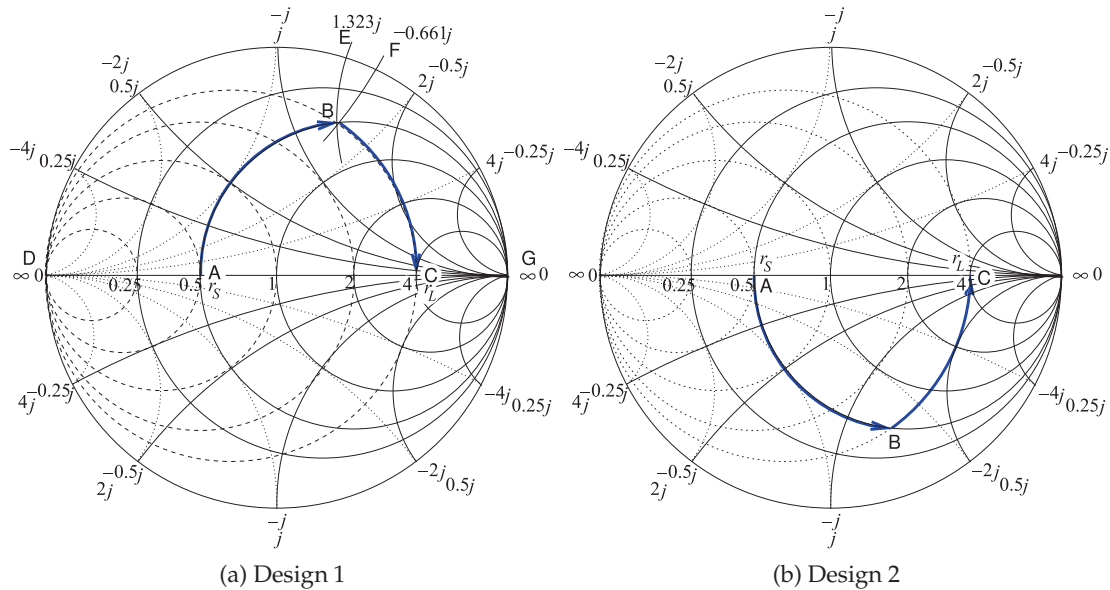 −j
j
1.323j
E
−0.661j
F
−2j
0.5j
−0.5j
2j
−4j 0.25j
4j −0.25j
B
D
∞ 0
0.25
0.5
A
r_S
1
2
4
C
r_L
G
∞ 0
4j −0.25j
−4j 0.25j
−0.5j
2j
−2j 0.5j
−j
j
(a) Design 1
−j
j
−2j
0.5j
−0.5j
2j
−4j 0.25j
4j −0.25j
∞ 0
0.25
0.5
r_S
A
1
2
4
r_L
C
∞ 0
4j −0.25j
−4j 0.25j
B
−0.5j
2j
−2j 0.5j
−j
j
(b) Design 2